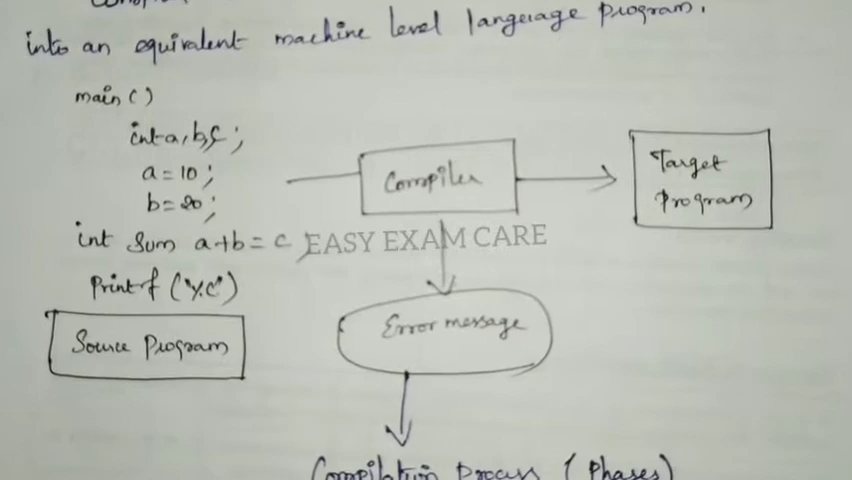 into an equivalent machine level language program.
main()
int a,b,c;
a=10;
b=20;
int sum a+b=c;
printf ("%c")
Source Program
Compiler
Target
Program
EASY EXAM CARE
Error message
Compilation process (Phases)